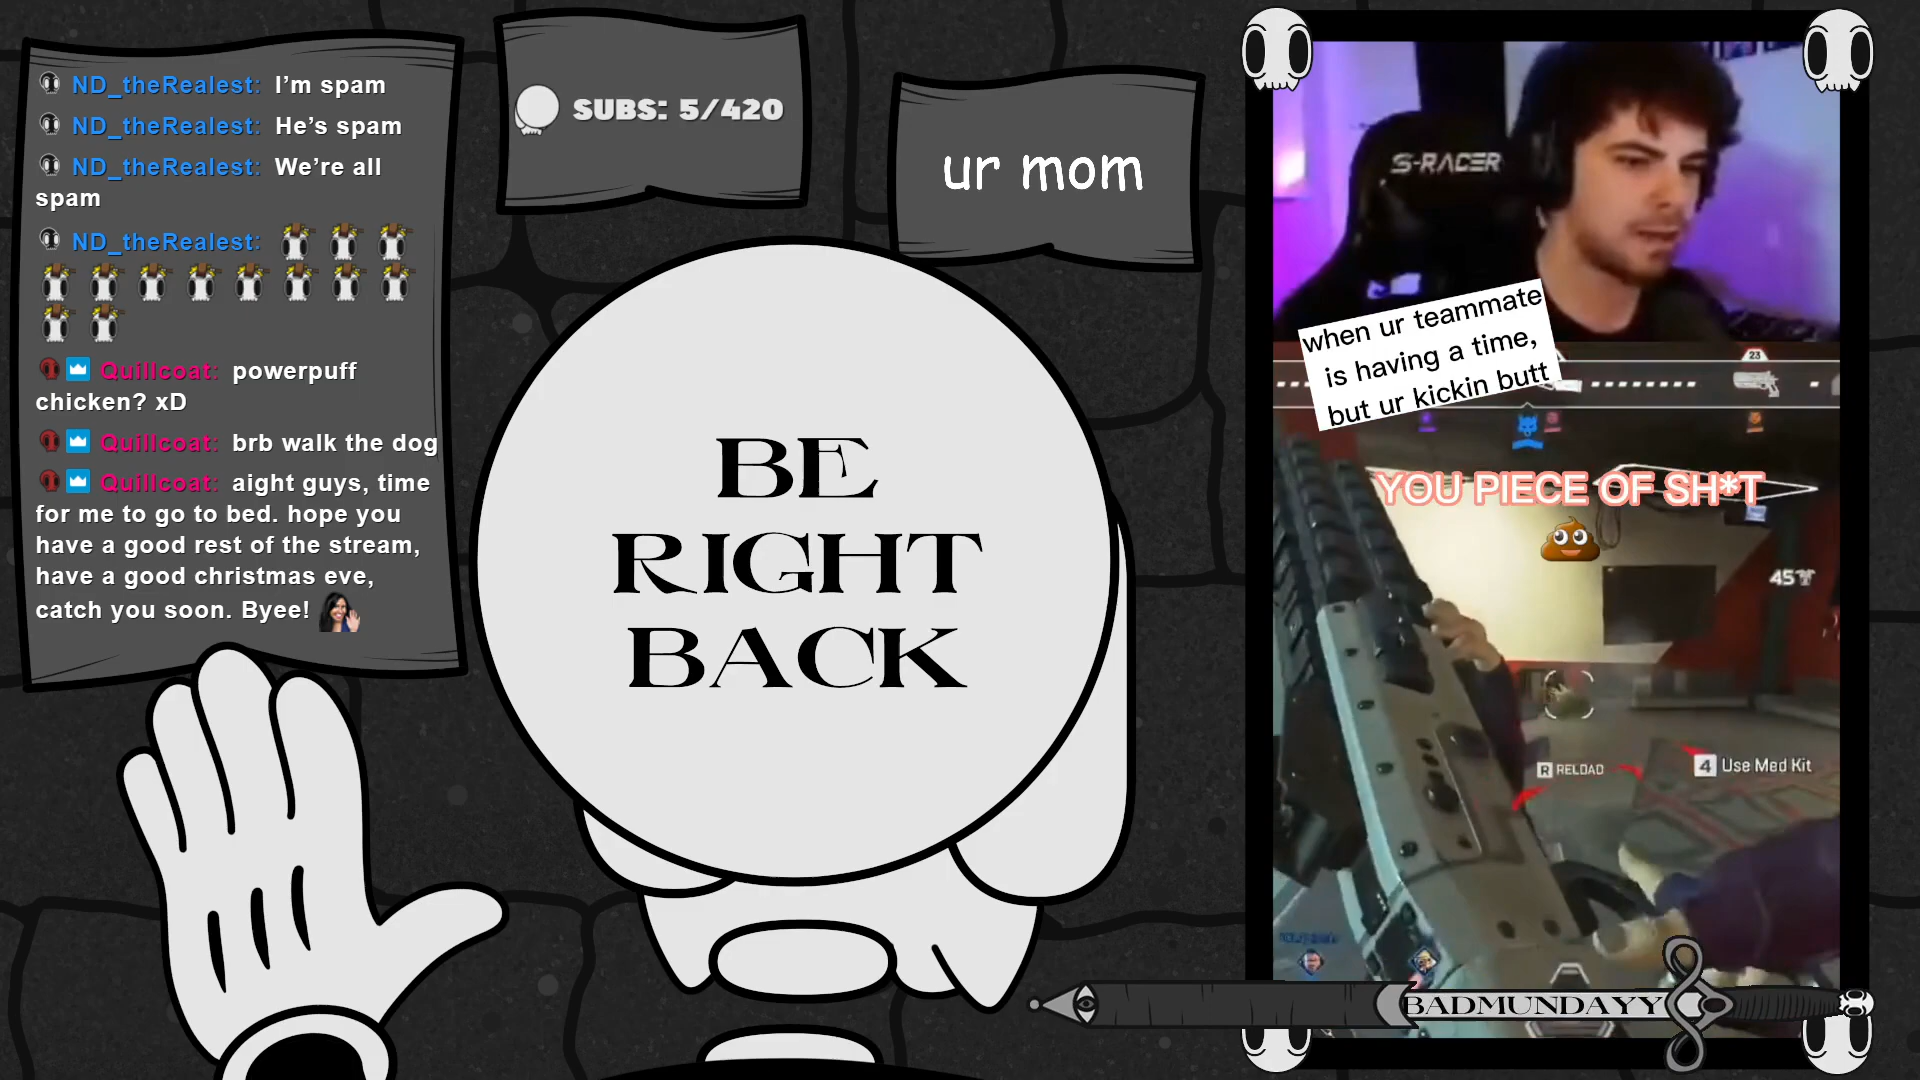 ND_theRealest: I'm spam
ND_theRealest: He's spam
ND_theRealest: We're all
spam
ND_theRealest:
Quillcoat: powerpuff
chicken? xD
Quillcoat: brb walk the dog
Quillcoat: aight guys, time
for me to go to bed. hope you
have a good rest of the stream,
have a good christmas eve,
catch you soon. Byee!
SUBS: 5/420
ur mom
BE
RIGHT
BACK
S-RACER
when ur teammate
is having a time,
but ur kickin butt
23
YOU PIECE OF SH*T
45
R RELOAD
4 Use Med Kit
BADMUNDAYY